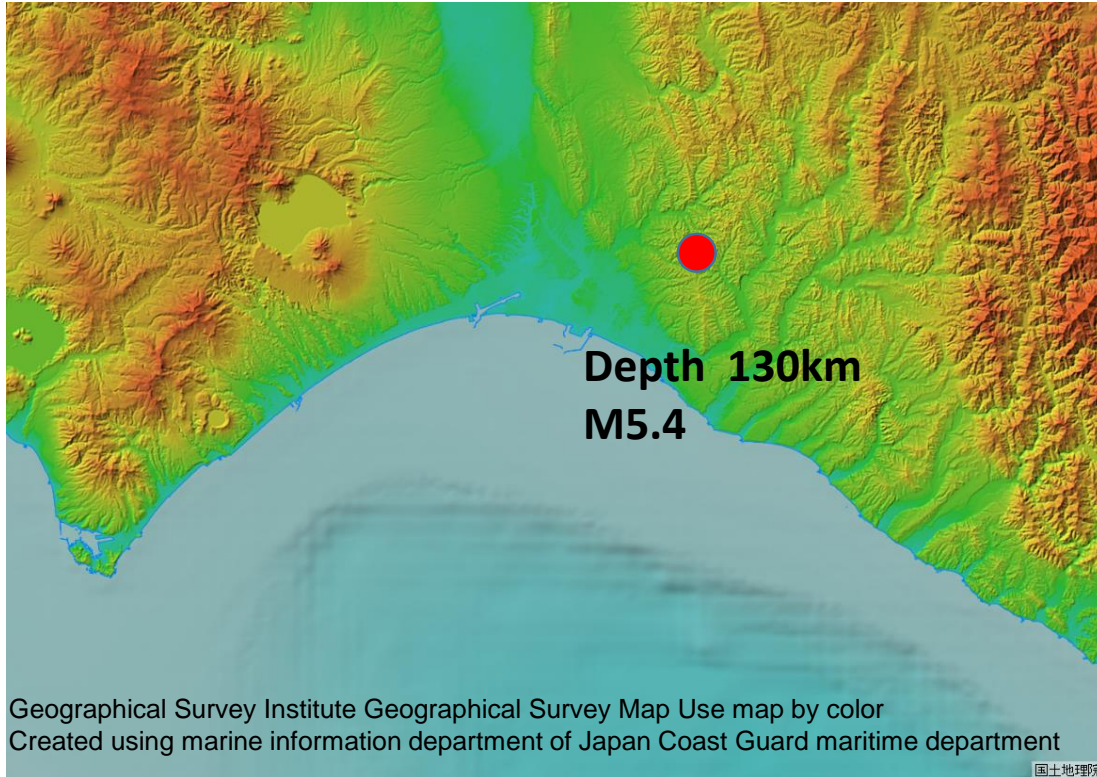 Depth 130km
M5.4
Geographical Survey Institute Geographical Survey Map Use map by color
Created using marine information department of Japan Coast Guard maritime department
国土地理院